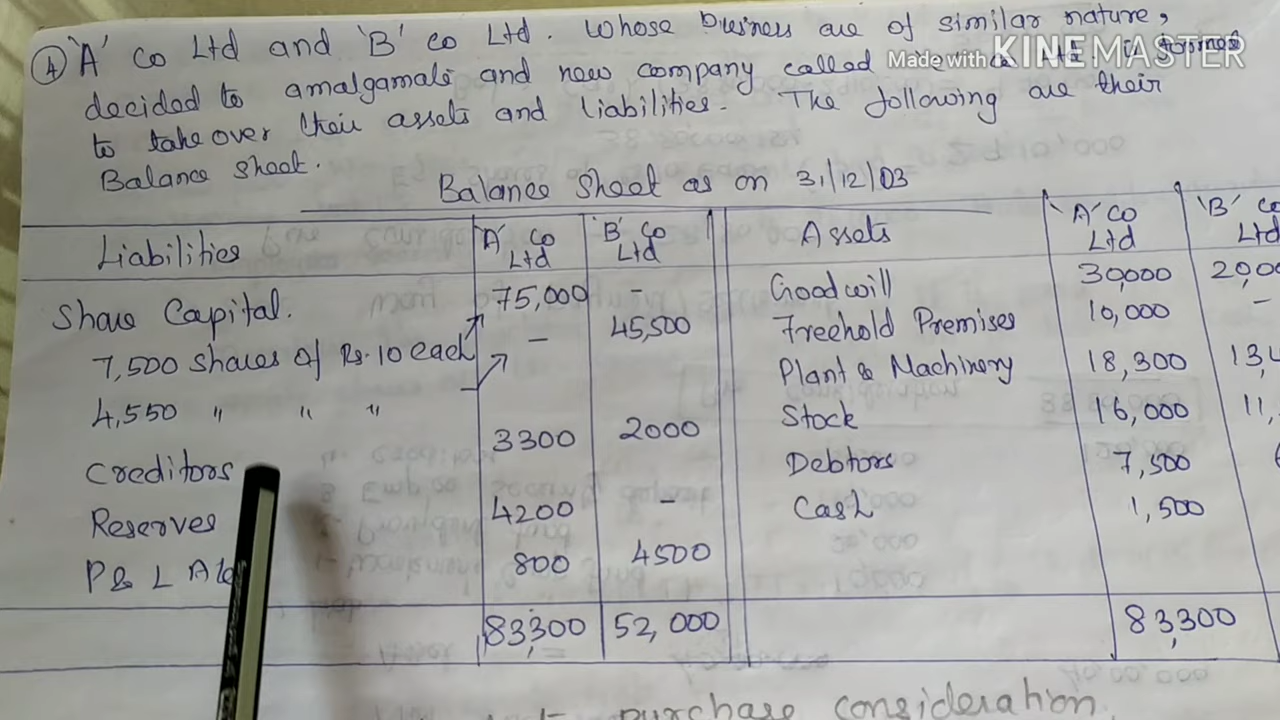 ④ 'A' Co Ltd and 'B' Co Ltd. Whose business are of similar nature,
decided to amalgamate and new company called
to take over their assets and liabilities. The following are their
Balance Sheet.
Made with KINEMASTER
Balance Sheet as on 31/12/03
Liabilities 'A' Co Ltd 'B' Co Ltd Assets 'A' Co Ltd 'B' Co Ltd
Share Capital. 75,000 - Goodwill 30,000
7,500 shares of Rs. 10 each - 45,500 Freehold Premises 10,000 -
4,550 " " " Plant & Machinery 18,300
Creditors 3300 2000 Stock 16,000
Reserves 4200 - Debtors 7,500
P & L A/c 800 4500 Cash 1,500
83,300 52,000 83,300
purchase consideration.